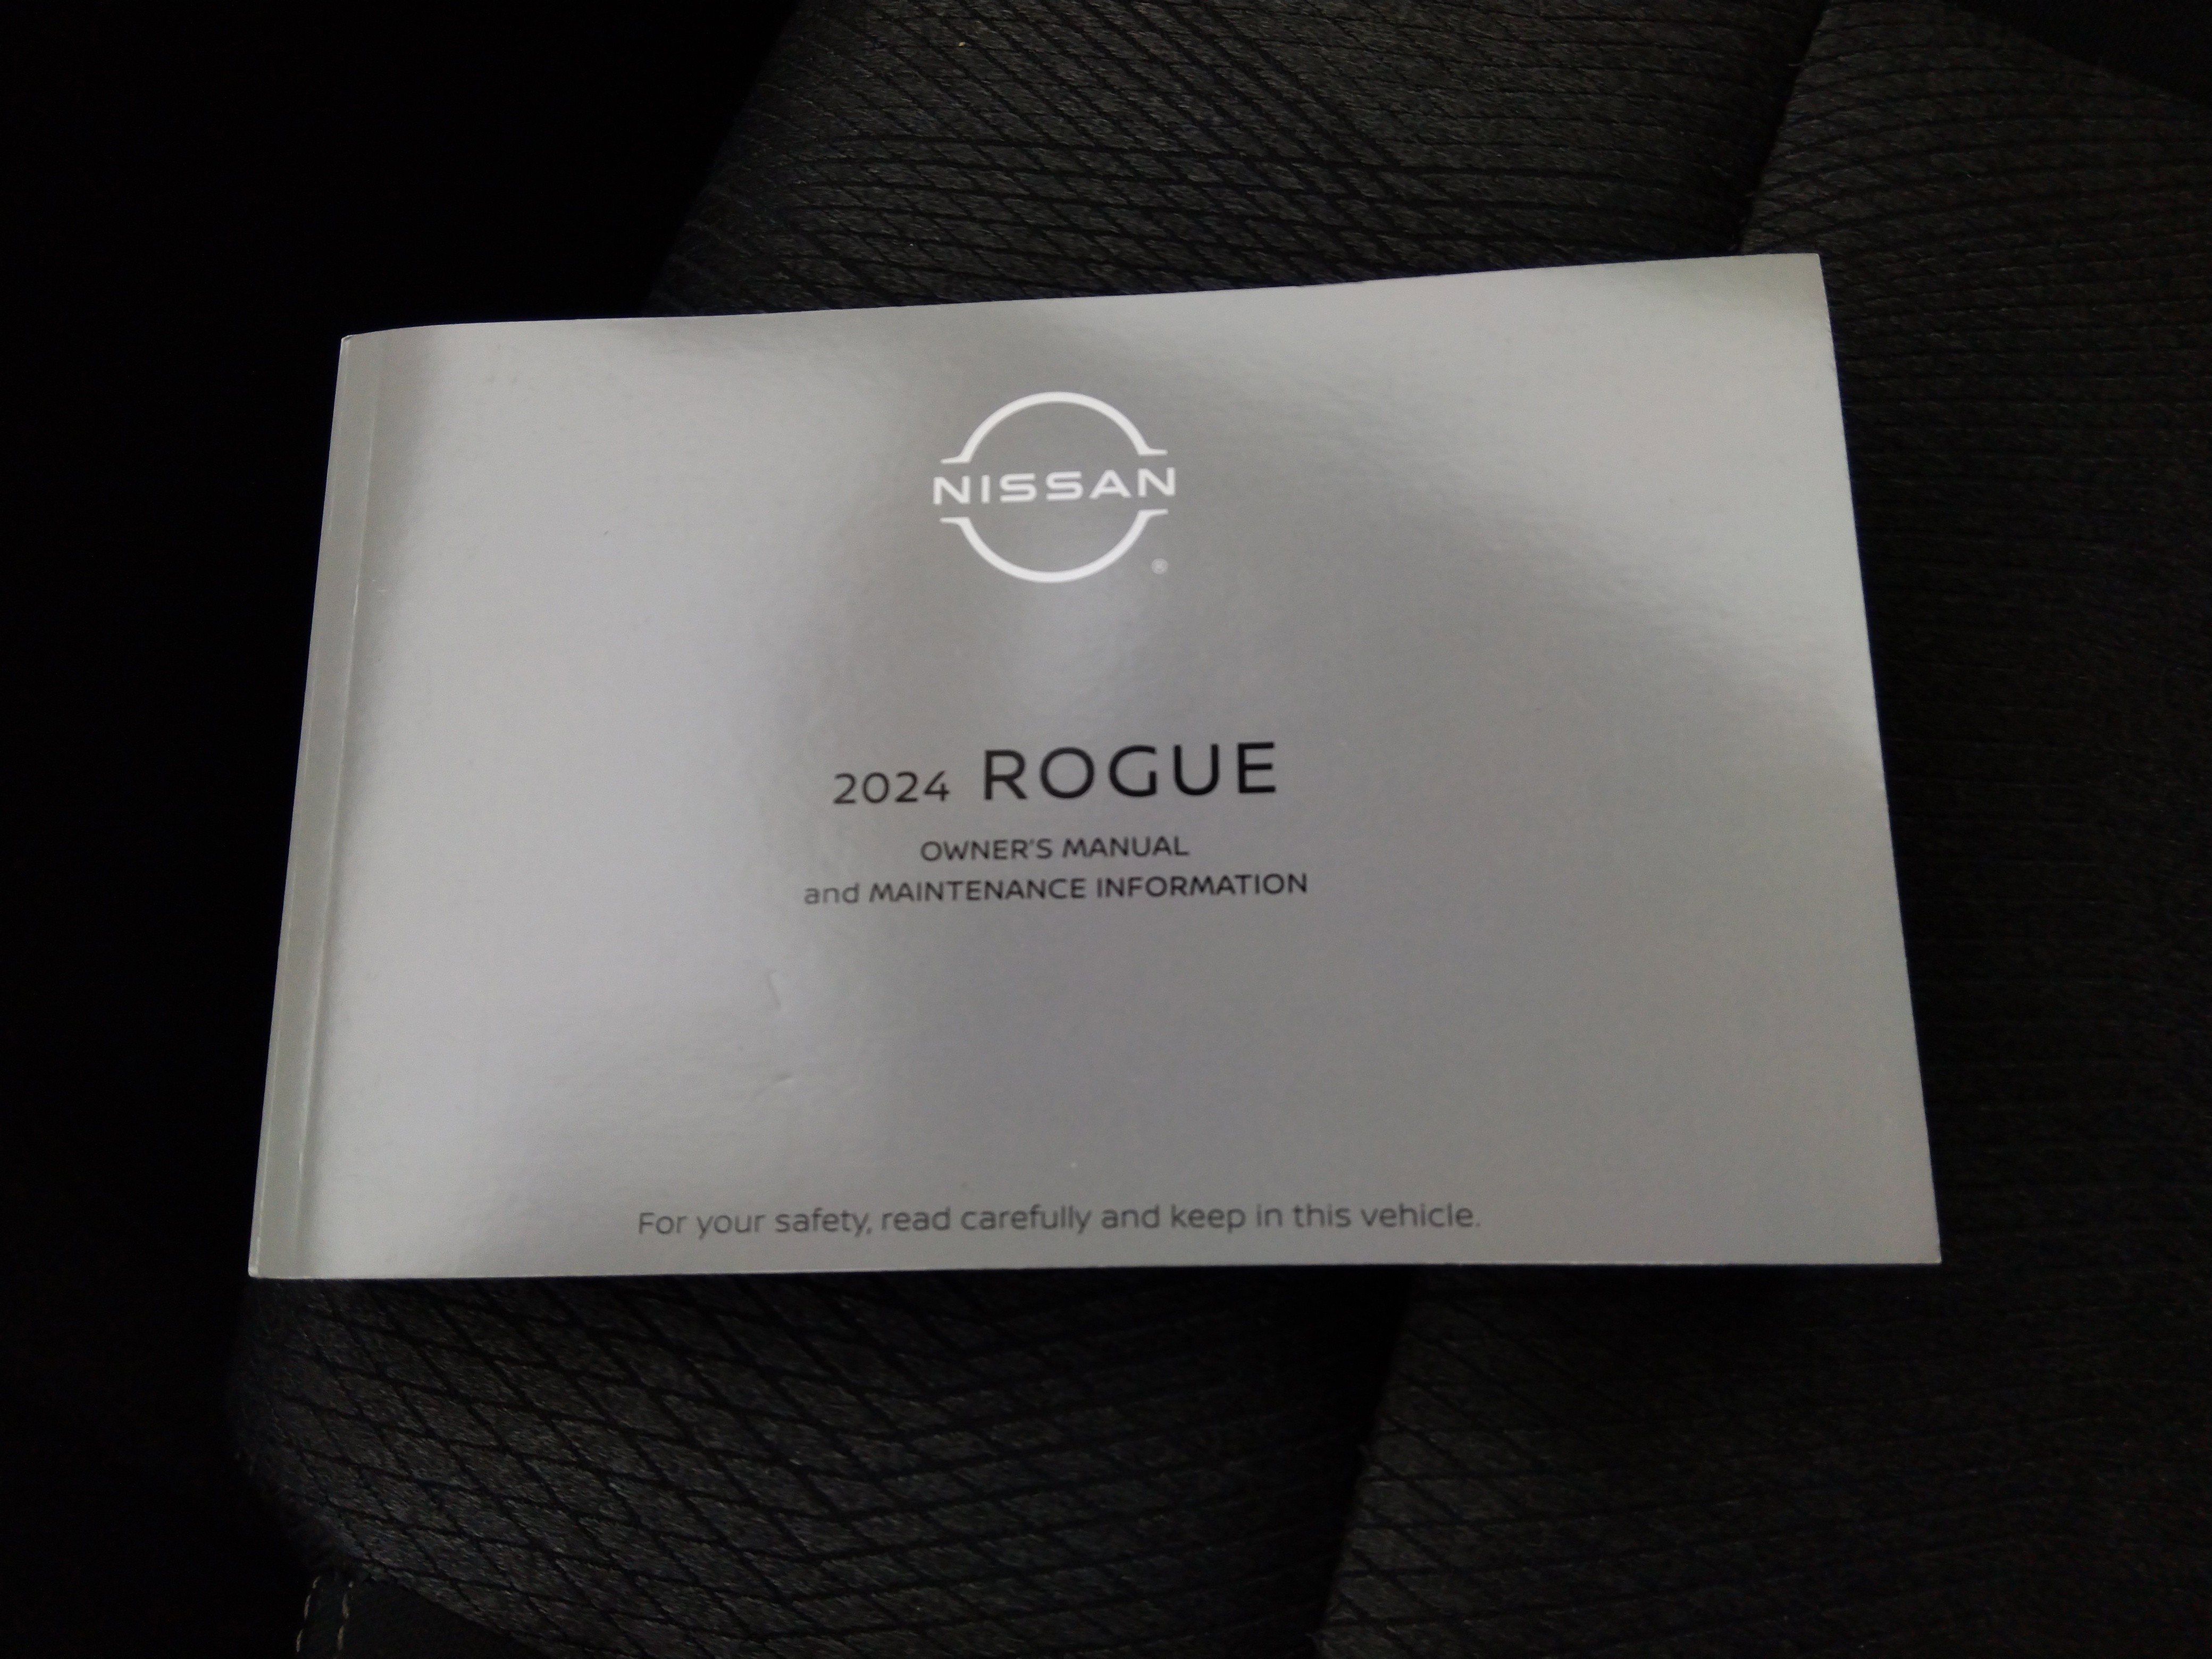 NISSAN
®
2024 ROGUE
OWNER'S MANUAL
and MAINTENANCE INFORMATION
For your safety, read carefully and keep in this vehicle.